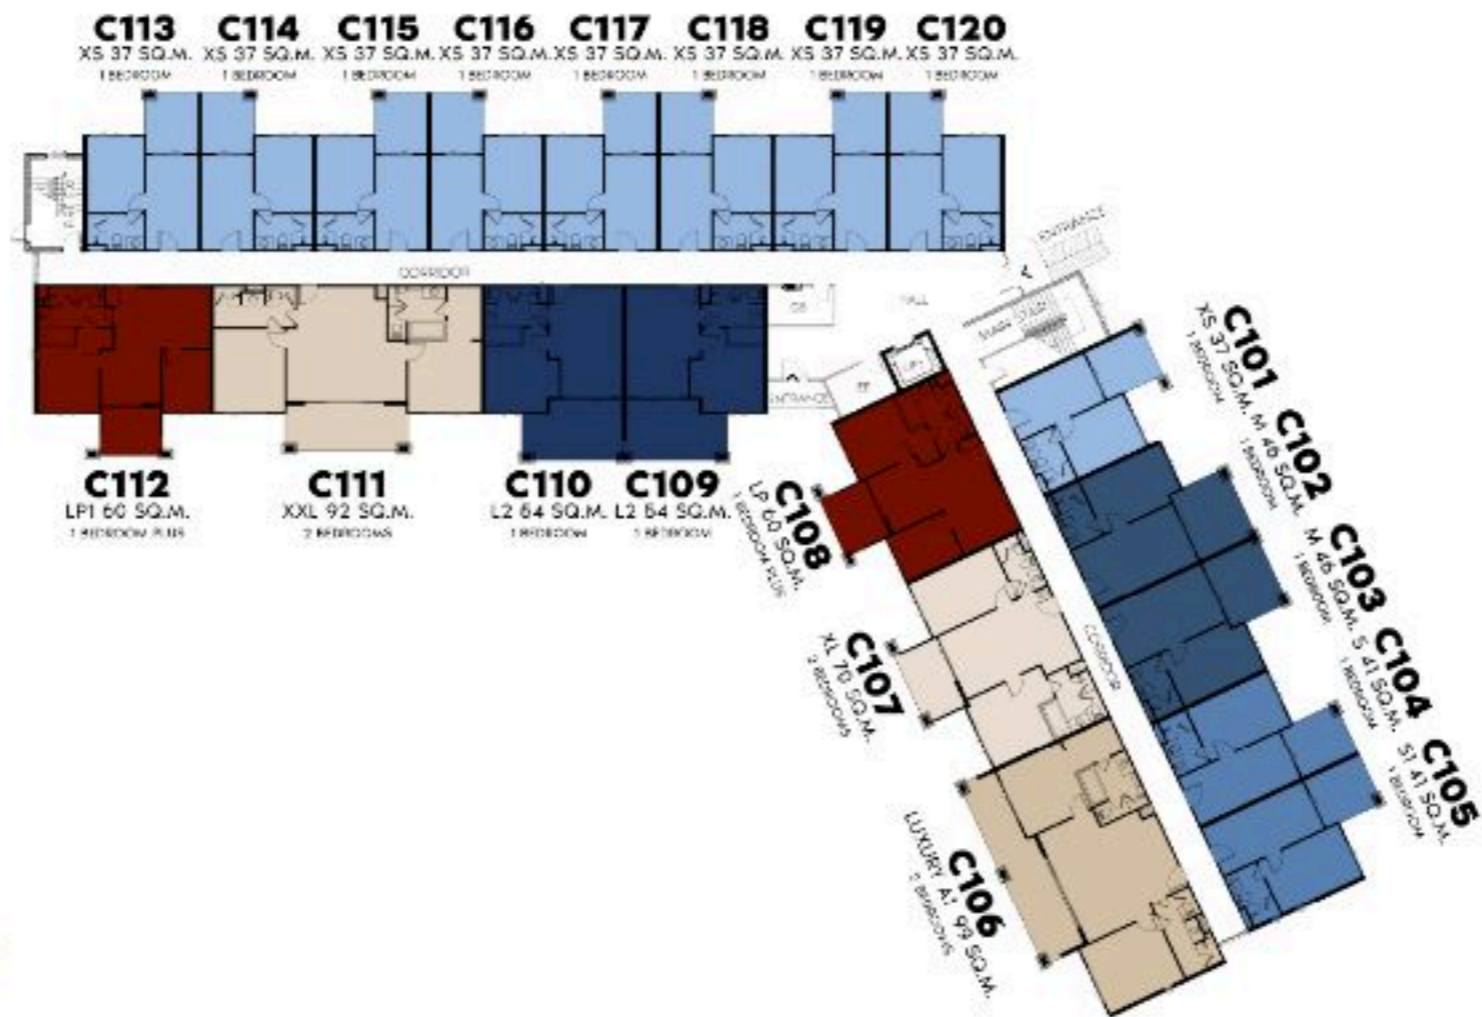 C113 C114 C115 C116 C117 C118 C119 C120
XS 37 SQ.M. XS 37 SQ.M. XS 37 SQ.M. XS 37 SQ.M. XS 37 SQ.M. XS 37 SQ.M. XS 37 SQ.M. XS 37 SQ.M.
1 BEDROOM 1 BEDROOM 1 BEDROOM 1 BEDROOM 1 BEDROOM 1 BEDROOM 1 BEDROOM 1 BEDROOM
ENTRANCE
CORRIDOR
HALL
MAIN STAIR
ENTRANCE
C112 C111 C110 C109
LP1 60 SQ.M. XXL 92 SQ.M. L2 54 SQ.M. L2 54 SQ.M.
1 BEDROOM PLUS 2 BEDROOMS 1 BEDROOM 1 BEDROOM
C101
XS 37 SQ.M.
1 BEDROOM
C102
M 46 SQ.M.
1 BEDROOM
C103
M 46 SQ.M.
1 BEDROOM
C104
S 41 SQ.M.
1 BEDROOM
C105
S1 41 SQ.M.
1 BEDROOM
CORRIDOR
C108
LP 60 SQ.M.
1 BEDROOM PLUS
C107
XL 70 SQ.M.
2 BEDROOMS
C106
LUXURY A1 99 SQ.M.
2 BEDROOMS